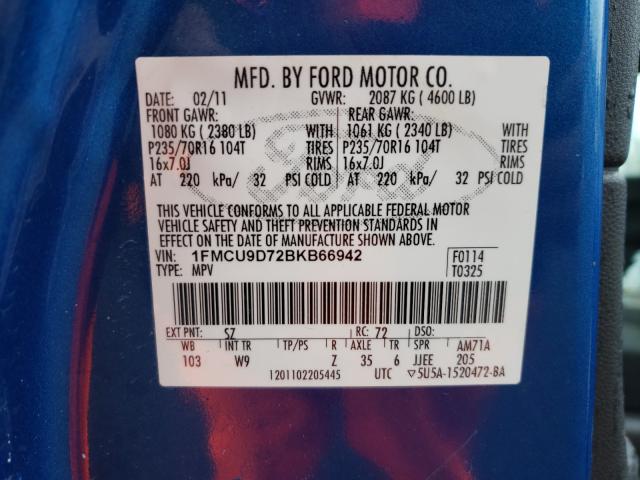 MFD. BY FORD MOTOR CO.
DATE: 02/11 GVWR: 2087 KG ( 4600 LB)
FRONT GAWR: REAR GAWR:
1080 KG ( 2380 LB) WITH 1061 KG ( 2340 LB) WITH
P235/70R16 104T TIRES P235/70R16 104T TIRES
16x7.0J RIMS 16x7.0J RIMS
AT 220 kPa/ 32 PSI COLD AT 220 kPa/ 32 PSI COLD
THIS VEHICLE CONFORMS TO ALL APPLICABLE FEDERAL MOTOR
VEHICLE SAFETY AND THEFT PREVENTION STANDARDS IN
EFFECT ON THE DATE OF MANUFACTURE SHOWN ABOVE.
VIN: 1FMCU9D72BKB66942 F0114
TYPE: MPV T0325
EXT PNT: SZ RC: 72 DSO:
WB INT TR TP/PS R AXLE TR SPR AM71A
103 W9 Z 35 6 JJEE 205
1201102205445 UTC ▽5U5A-1520472-BA
Ford